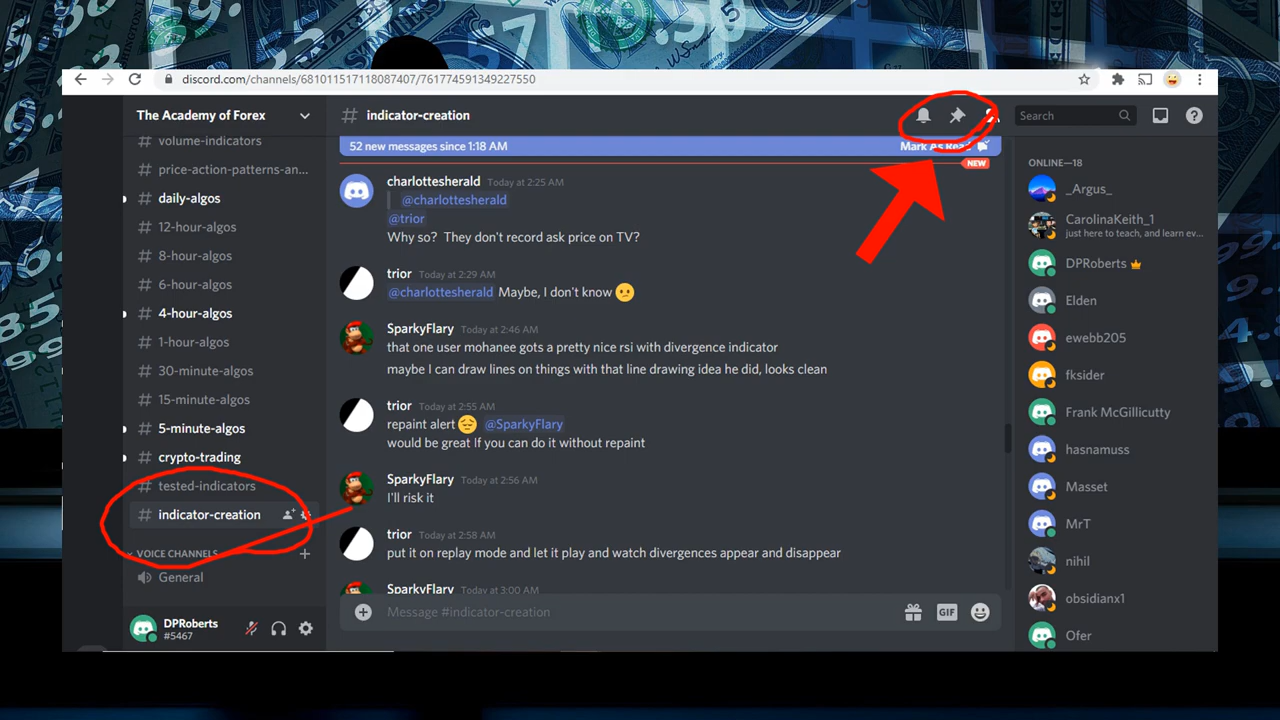 discord.com/channels/681011517118087407/761774591349227550
The Academy of Forex
volume-indicators
price-action-patterns-an...
daily-algos
12-hour-algos
8-hour-algos
6-hour-algos
4-hour-algos
1-hour-algos
30-minute-algos
15-minute-algos
5-minute-algos
crypto-trading
tested-indicators
indicator-creation
VOICE CHANNELS
General
DPRoberts
#5467
# indicator-creation
Search
52 new messages since 1:18 AM
Mark As Read
NEW
charlottesherald Today at 2:25 AM
@charlottesherald
@trior
Why so? They don't record ask price on TV?
trior Today at 2:29 AM
@charlottesherald Maybe, I don't know
SparkyFlary Today at 2:46 AM
that one user mohanee gots a pretty nice rsi with divergence indicator
maybe I can draw lines on things with that line drawing idea he did, looks clean
trior Today at 2:55 AM
repaint alert @SparkyFlary
would be great If you can do it without repaint
SparkyFlary Today at 2:56 AM
I'll risk it
trior Today at 2:58 AM
put it on replay mode and let it play and watch divergences appear and disappear
SparkyFlary Today at 3:00 AM
Message #indicator-creation
GIF
ONLINE—18
_Argus_
CarolinaKeith_1
just here to teach, and learn ev...
DPRoberts
Elden
ewebb205
fksider
Frank McGillicutty
hasnamuss
Masset
MrT
nihil
obsidianx1
Ofer